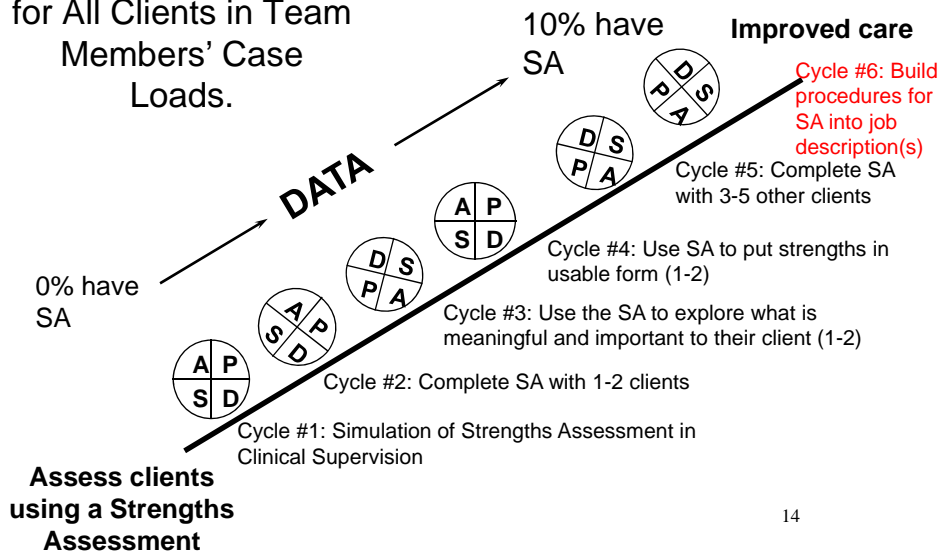 for All Clients in Team
Members' Case
Loads.
10% have
SA
Improved care
Cycle #6: Build
procedures for
SA into job
description(s)
D S
P A
DATA
D S
P A
Cycle #5: Complete SA
with 3-5 other clients
A P
S D
Cycle #4: Use SA to put strengths in
usable form (1-2)
D S
P A
0% have
SA
Cycle #3: Use the SA to explore what is
meaningful and important to their client (1-2)
A P
S D
Cycle #2: Complete SA with 1-2 clients
A P
S D
Cycle #1: Simulation of Strengths Assessment in
Clinical Supervision
Assess clients
using a Strengths
Assessment
14